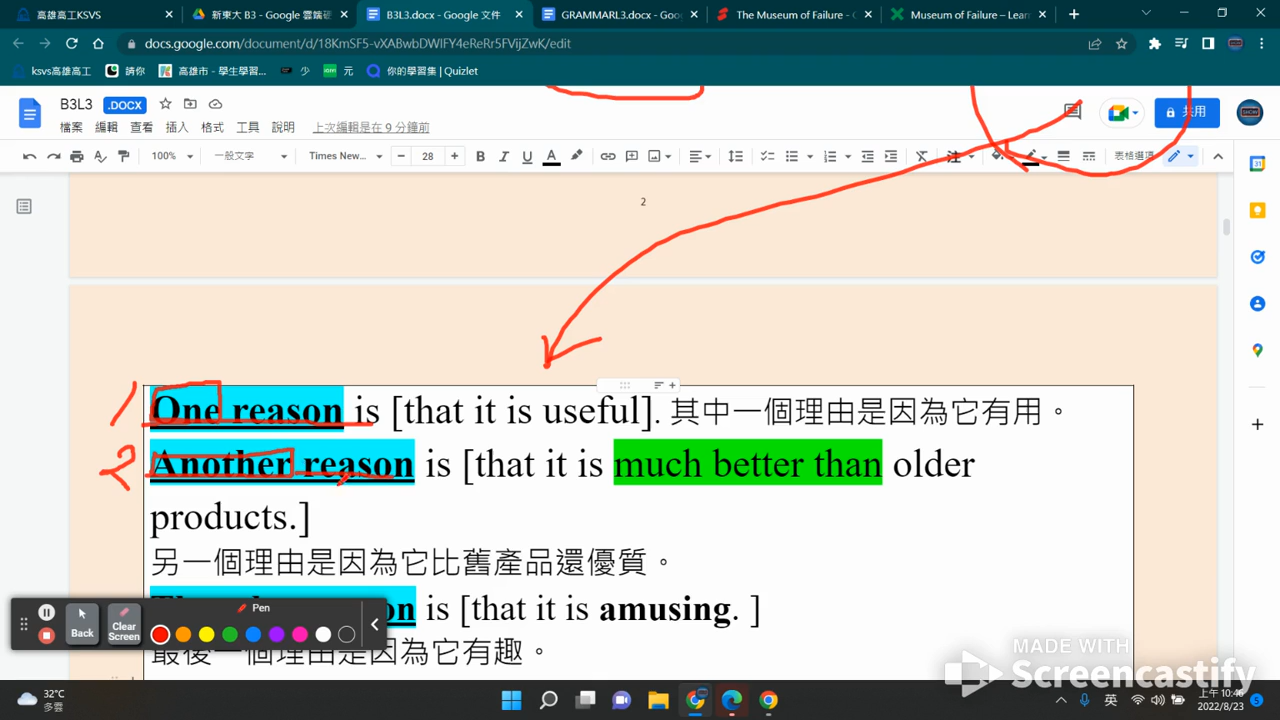 高雄高工KSVS
新東大 B3 - Google 雲端硬
B3L3.docx - Google 文件
GRAMMARL3.docx - Goog
The Museum of Failure - C
Museum of Failure – Learn
docs.google.com/document/d/18KmSF5-vXABwbDWlFY4eReRr5FVijZwK/edit
ksvs高雄高工
請你
高雄市 - 學生學習...
少
元
你的學習集 | Quizlet
B3L3 .DOCX
共用
檔案 編輯 查看 插入 格式 工具 說明 上次編輯是在 9 分鐘前
100% 一般文字 Times New... 28 B I U A 注 表格選項
2
1 One reason is [that it is useful]. 其中一個理由是因為它有用。
2 Another reason is [that it is much better than older
products.]
另一個理由是因為它比舊產品還優質。
is [that it is amusing. ]
最後一個理由是因為它有趣。
Pen
Back
Clear
Screen
MADE WITH
Screencastify
32°C
多雲
英
上午 10:46
2022/8/23